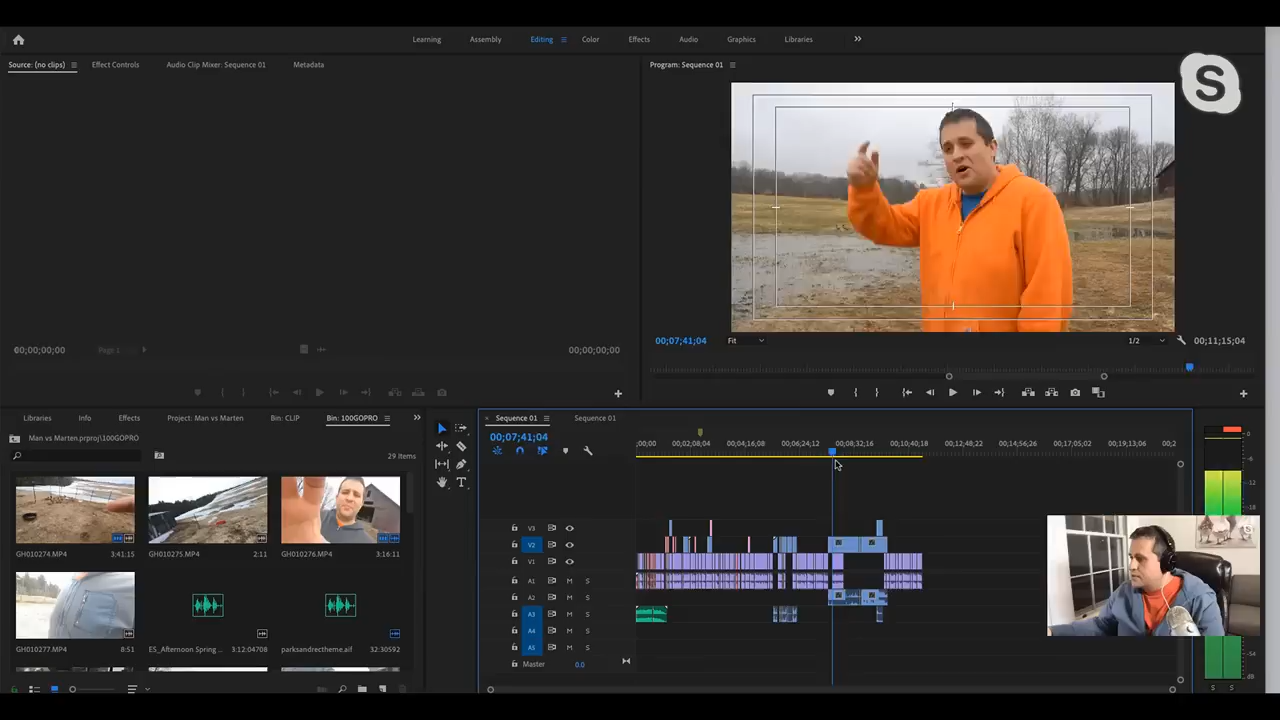 Learning Assembly Editing Color Effects Audio Graphics Libraries
Source: (no clips) Effect Controls Audio Clip Mixer: Sequence 01 Metadata
Program: Sequence 01
S
00;00;00;00 Page 1 00;00;00;00
00;07;41;04 Fit 1/2 00;11;15;04
Libraries Info Effects Project: Man vs Marten Bin: CLIP Bin: 100GOPRO
Man vs Marten.prproj\100GOPRO
29 Items
GH010274.MP4 3;41;15
GH010275.MP4 2;11
GH010276.MP4 3;16;11
GH010277.MP4 8;51
ES_Afternoon Spring ... 3;12:04708
parksandrectheme.aif 32:30592
Sequence 01 Sequence 01
00;07;41;04
;00;00 00;02;08;04 00;04;16;08 00;06;24;12 00;08;32;16 00;10;40;18 00;12;48;22 00;14;56;26 00;17;05;02 00;19;13;06 00;2
V3
V2
V1
A1 M S
A2 M S
A3 M S
A4 M S
A5 M S
Master 0.0
0
-6
-12
-18
-54
dB
S S